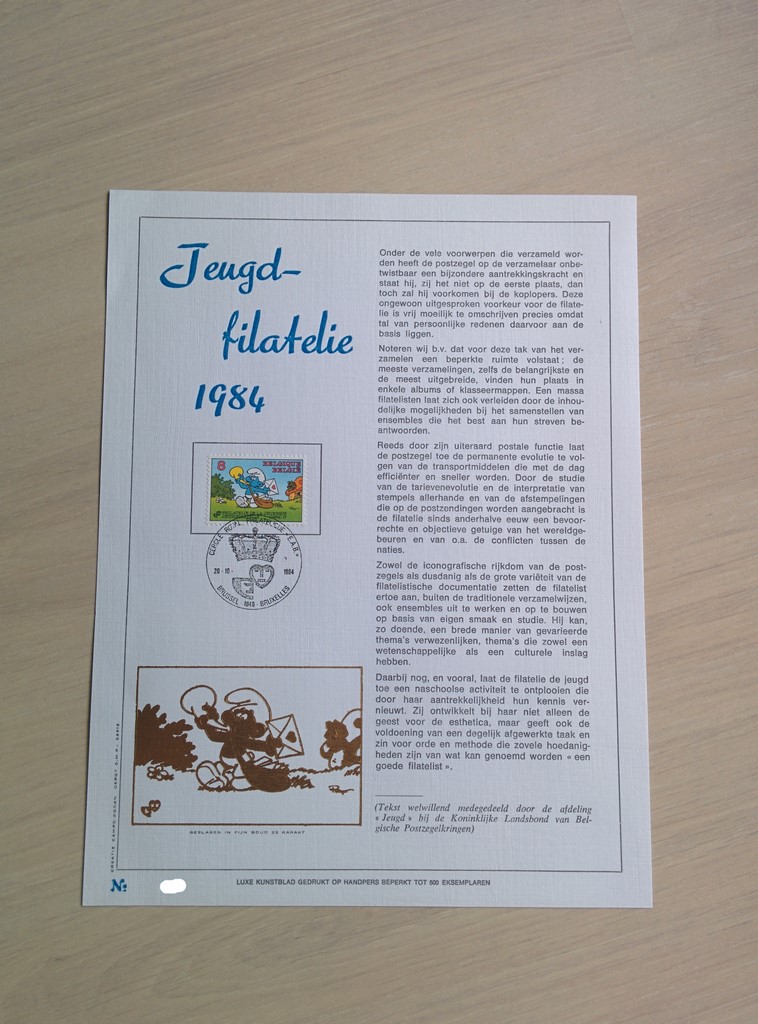 Jeugd-
filatelie
1984
8
BELGIQUE
BELGIË
CERCLE ROYAL PHILATELIQUE
20-10-
1984
BRUSSEL · 1040 · BRUXELLES
GESLAGEN IN FIJN GOUD 23 KARAAT
Onder de vele voorwerpen die verzameld wor-
den heeft de postzegel op de verzamelaar onbe-
twistbaar een bijzondere aantrekkingskracht en
staat hij, zij het niet op de eerste plaats, dan
toch zal hij voorkomen bij de koplopers. Deze
ongewoon uitgesproken voorkeur voor de filate-
lie is vrij moeilijk te omschrijven precies omdat
tal van persoonlijke redenen daarvoor aan de
basis liggen.
Noteren wij b.v. dat voor deze tak van het ver-
zamelen een beperkte ruimte volstaat ; de
meeste verzamelingen, zelfs de belangrijkste en
de meest uitgebreide, vinden hun plaats in
enkele albums of klasseermappen. Een massa
filatelisten laat zich ook verleiden door de inhou-
delijke mogelijkheden bij het samenstellen van
ensembles die het best aan hun streven be-
antwoorden.
Reeds door zijn uiteraard postale functie laat
de postzegel toe de permanente evolutie te vol-
gen van de transportmiddelen die met de dag
efficiënter en sneller worden. Door de studie
van de tarievenevolutie en de interpretatie van
stempels allerhande en van de afstempelingen
die op de postzendingen worden aangebracht is
de filatelie sinds anderhalve eeuw een bevoor-
rechte en objectieve getuige van het wereldge-
beuren en van o.a. de conflicten tussen de
naties.
Zowel de iconografische rijkdom van de post-
zegels als dusdanig als de grote variëteit van de
filatelistische documentatie zetten de filatelist
ertoe aan, buiten de traditionele verzamelwijzen,
ook ensembles uit te werken en op te bouwen
op basis van eigen smaak en studie. Hij kan,
zo doende, een brede manier van gevarieerde
thema's verwezenlijken, thema's die zowel een
wetenschappelijke als een culturele inslag
hebben.
Daarbij nog, en vooral, laat de filatelie de jeugd
toe een naschoolse activiteit te ontplooien die
door haar aantrekkelijkheid hun kennis ver-
nieuwt. Zij ontwikkelt bij haar niet alleen de
geest voor de esthetica, maar geeft ook de
voldoening van een degelijk afgewerkte taak en
zin voor orde en methode die zovele hoedanig-
heden zijn van wat kan genoemd worden « een
goede filatelist ».
(Tekst welwillend medegedeeld door de afdeling
« Jeugd » bij de Koninklijke Landsbond van Bel-
gische Postzegelkringen)
Nr
LUXE KUNSTBLAD GEDRUKT OP HANDPERS BEPERKT TOT 500 EKSEMPLAREN